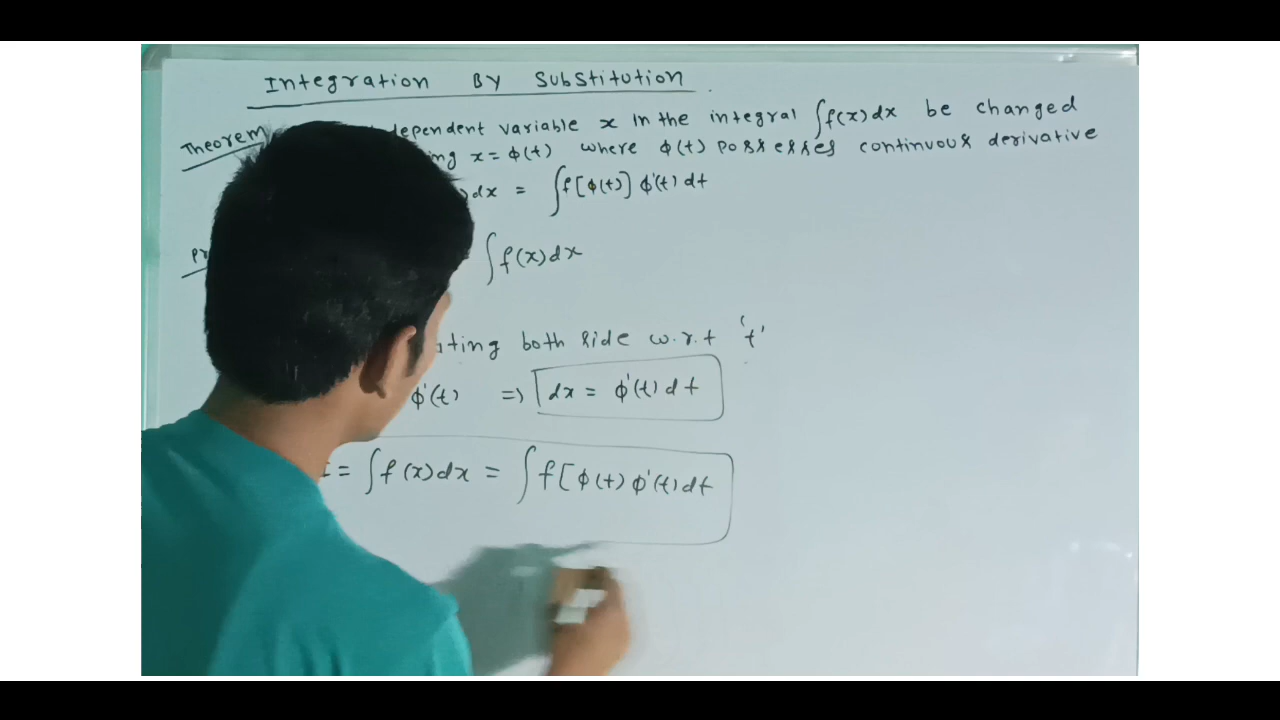 Integration By Substitution
Theorem dependent variable x in the integral ∫f(x)dx be changed
x = φ(t) where φ(t) possesses continuous derivative
dx = ∫f[φ(t)] φ'(t) dt
∫f(x)dx
both side w.r.t 't'
φ'(t) => dx = φ'(t) dt
I = ∫f(x)dx = ∫f[φ(t) φ'(t)dt